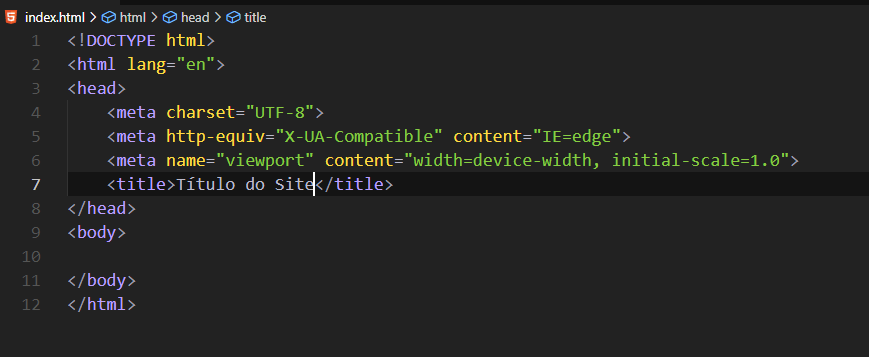 index.html > html > head > title
1 <!DOCTYPE html>
2 <html lang="en">
3 <head>
4     <meta charset="UTF-8">
5     <meta http-equiv="X-UA-Compatible" content="IE=edge">
6     <meta name="viewport" content="width=device-width, initial-scale=1.0">
7     <title>Título do Site</title>
8 </head>
9 <body>
10
11 </body>
12 </html>